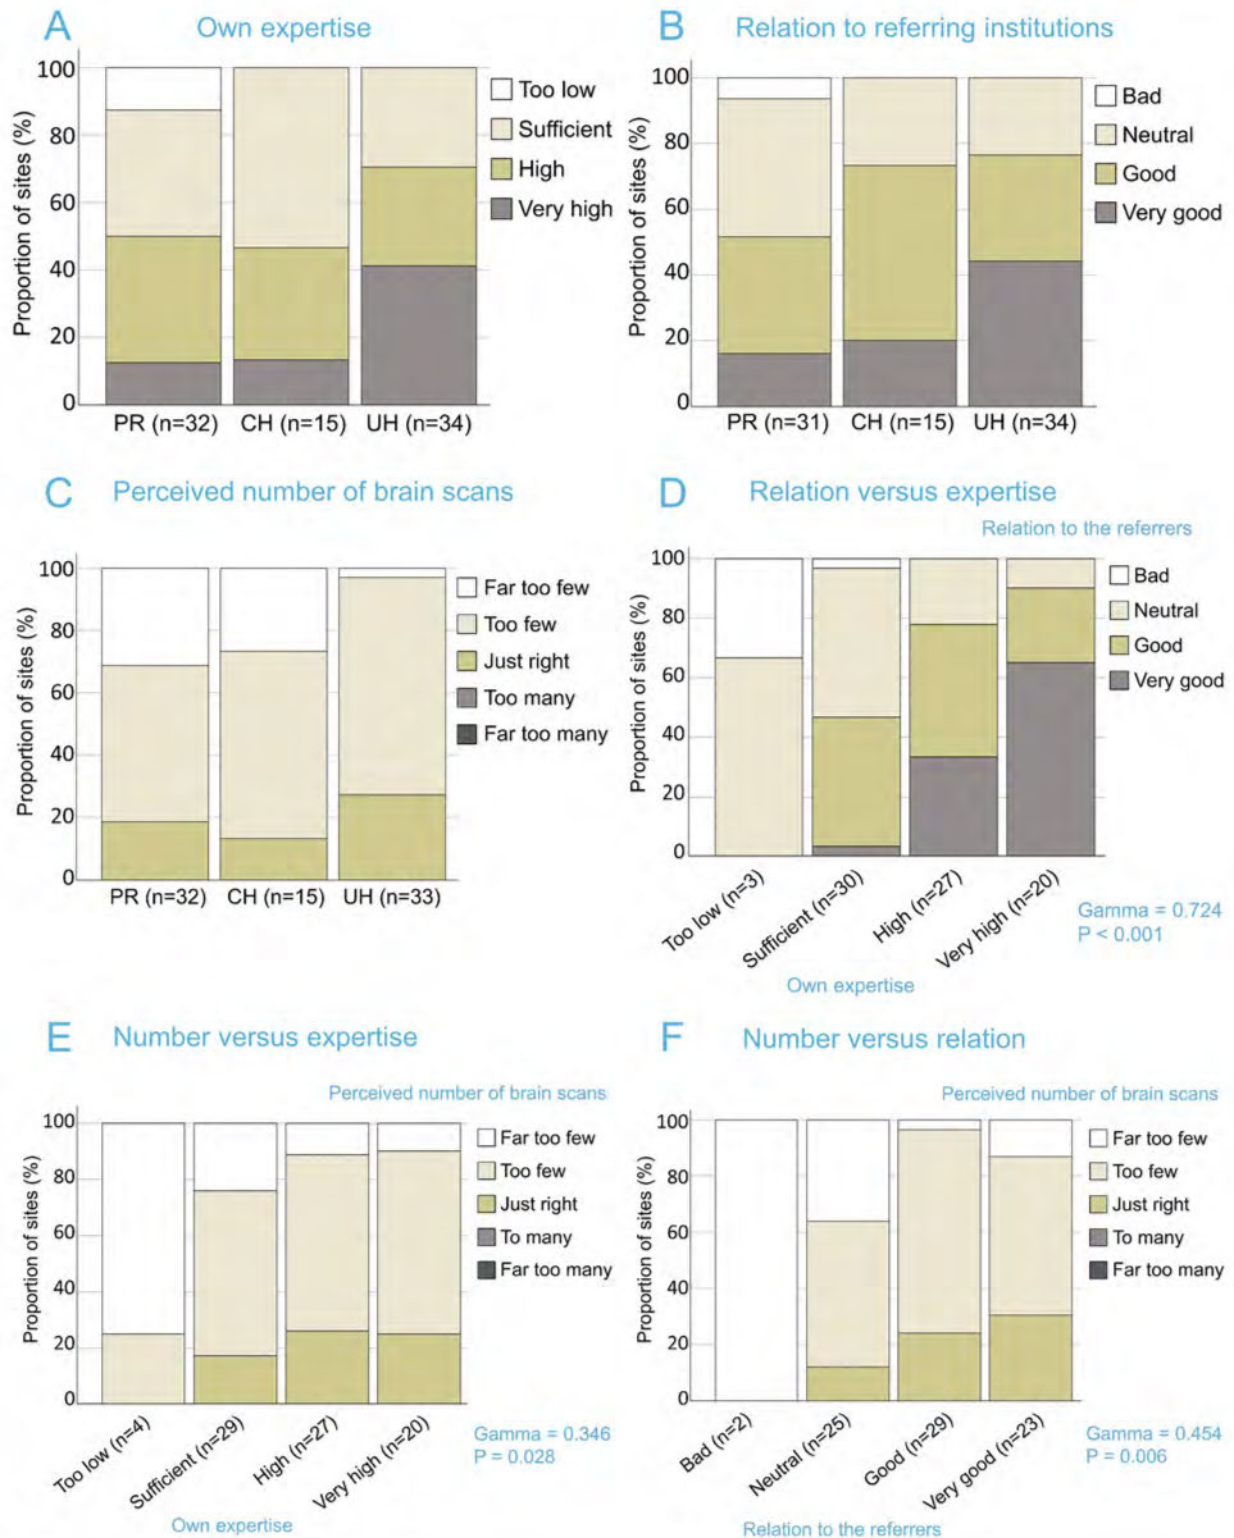 A Own expertise
Proportion of sites (%)
100
80
60
40
20
0
PR (n=32) CH (n=15) UH (n=34)
Too low
Sufficient
High
Very high
B Relation to referring institutions
Proportion of sites (%)
100
80
60
40
20
0
PR (n=31) CH (n=15) UH (n=34)
Bad
Neutral
Good
Very good
C Perceived number of brain scans
Proportion of sites (%)
100
80
60
40
20
0
PR (n=32) CH (n=15) UH (n=33)
Far too few
Too few
Just right
Too many
Far too many
D Relation versus expertise
Relation to the referrers
Proportion of sites (%)
100
80
60
40
20
0
Bad
Neutral
Good
Very good
Too low (n=3)
Sufficient (n=30)
High (n=27)
Very high (n=20)
Own expertise
Gamma = 0.724
P < 0.001
E Number versus expertise
Perceived number of brain scans
Proportion of sites (%)
100
80
60
40
20
0
Far too few
Too few
Just right
To many
Far too many
Too low (n=4)
Sufficient (n=29)
High (n=27)
Very high (n=20)
Own expertise
Gamma = 0.346
P = 0.028
F Number versus relation
Perceived number of brain scans
Proportion of sites (%)
100
80
60
40
20
0
Far too few
Too few
Just right
To many
Far too many
Bad (n=2)
Neutral (n=25)
Good (n=29)
Very good (n=23)
Relation to the referrers
Gamma = 0.454
P = 0.006